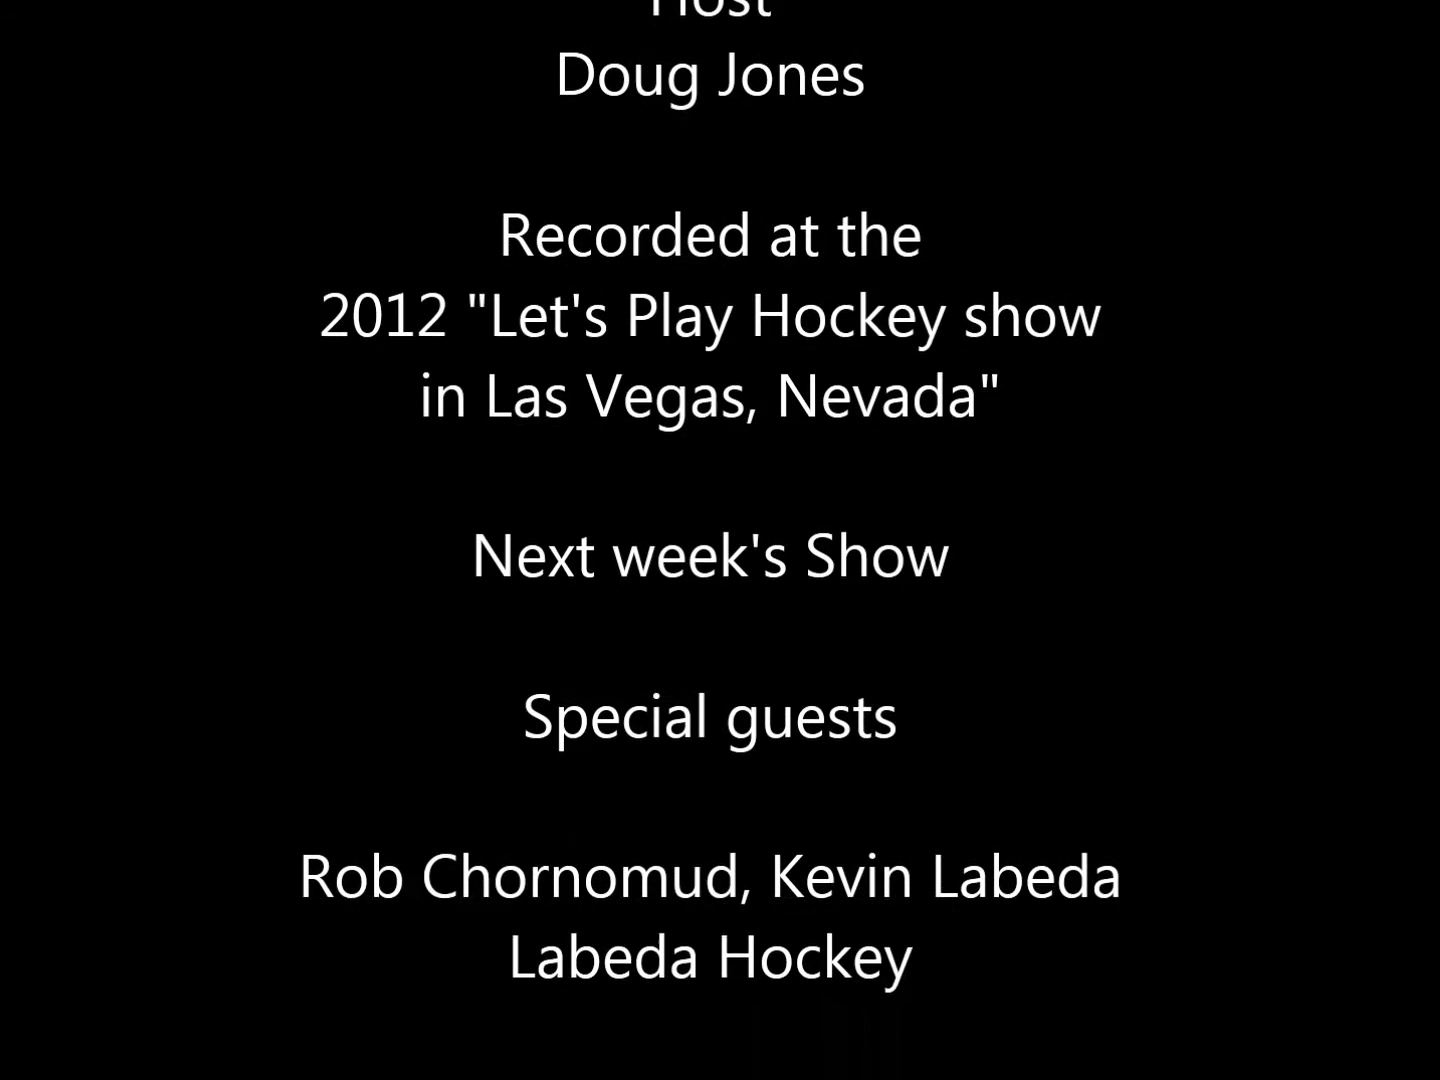 Host
Doug Jones
Recorded at the
2012 "Let's Play Hockey show
in Las Vegas, Nevada"
Next week's Show
Special guests
Rob Chornomud, Kevin Labeda
Labeda Hockey